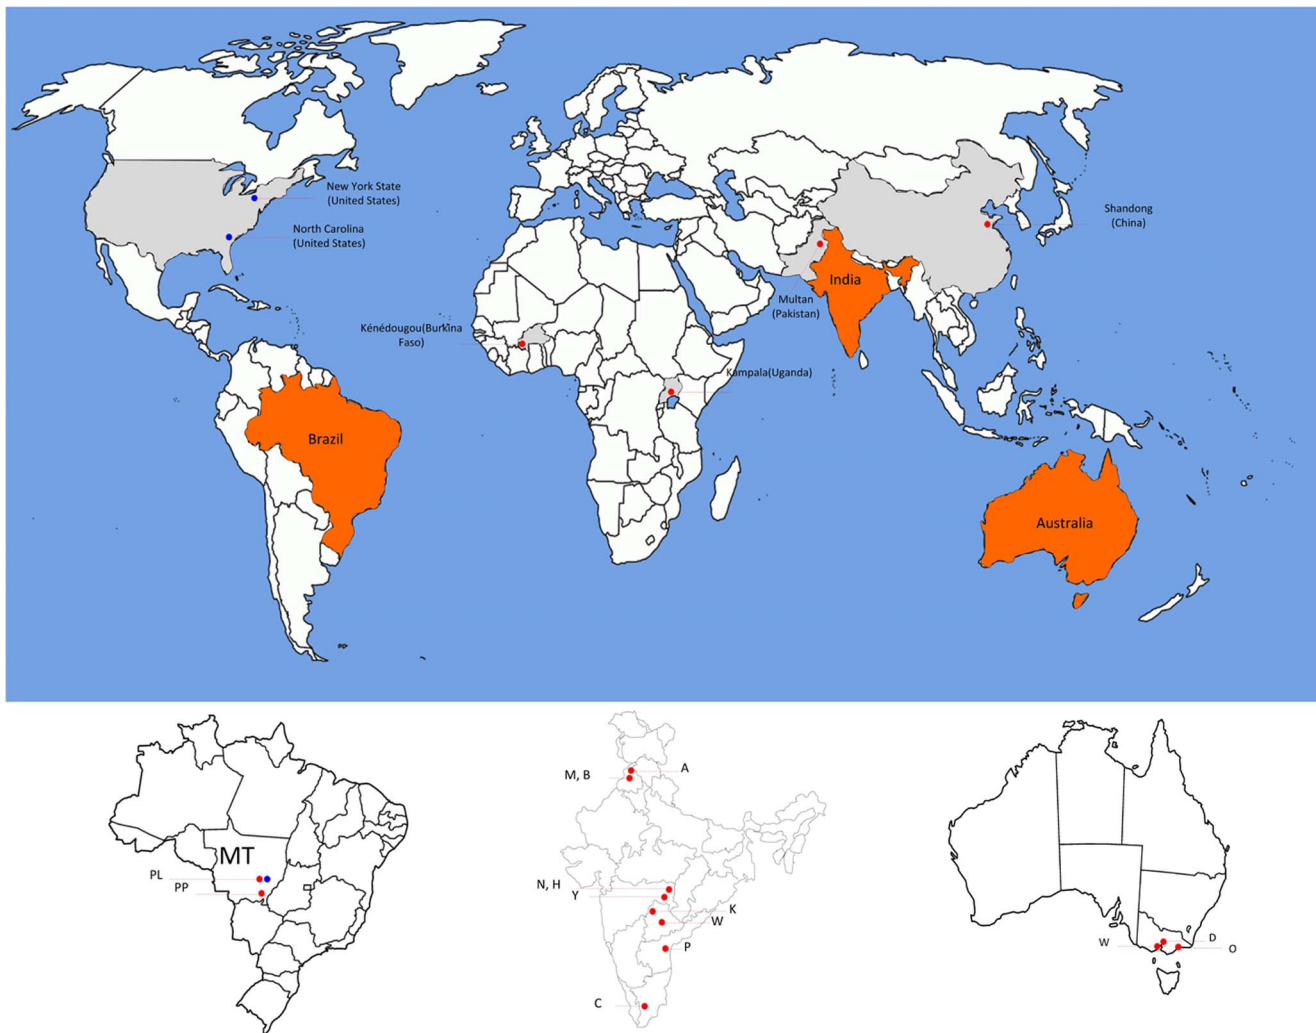 New York State
(United States)
North Carolina
(United States)
Shandong
(China)
India
Multan
(Pakistan)
Kénédougou(Burkina
Faso)
Kampala(Uganda)
Brazil
Australia
MT
PL
PP
A
M, B
N, H
Y
K
W
P
C
W
D
O